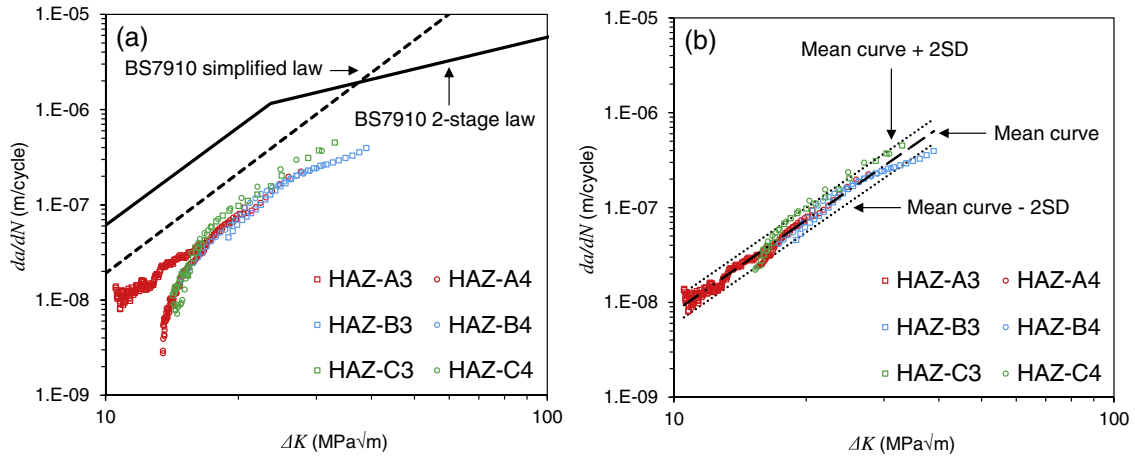 (a)
BS7910 simplified law
BS7910 2-stage law
1.E-05
1.E-06
1.E-07
1.E-08
1.E-09
da/dN (m/cycle)
HAZ-A3 HAZ-A4
HAZ-B3 HAZ-B4
HAZ-C3 HAZ-C4
10 100
ΔK (MPa√m)
(b)
Mean curve + 2SD
Mean curve
Mean curve - 2SD
1.E-05
1.E-06
1.E-07
1.E-08
1.E-09
da/dN (m/cycle)
HAZ-A3 HAZ-A4
HAZ-B3 HAZ-B4
HAZ-C3 HAZ-C4
10 100
ΔK (MPa√m)